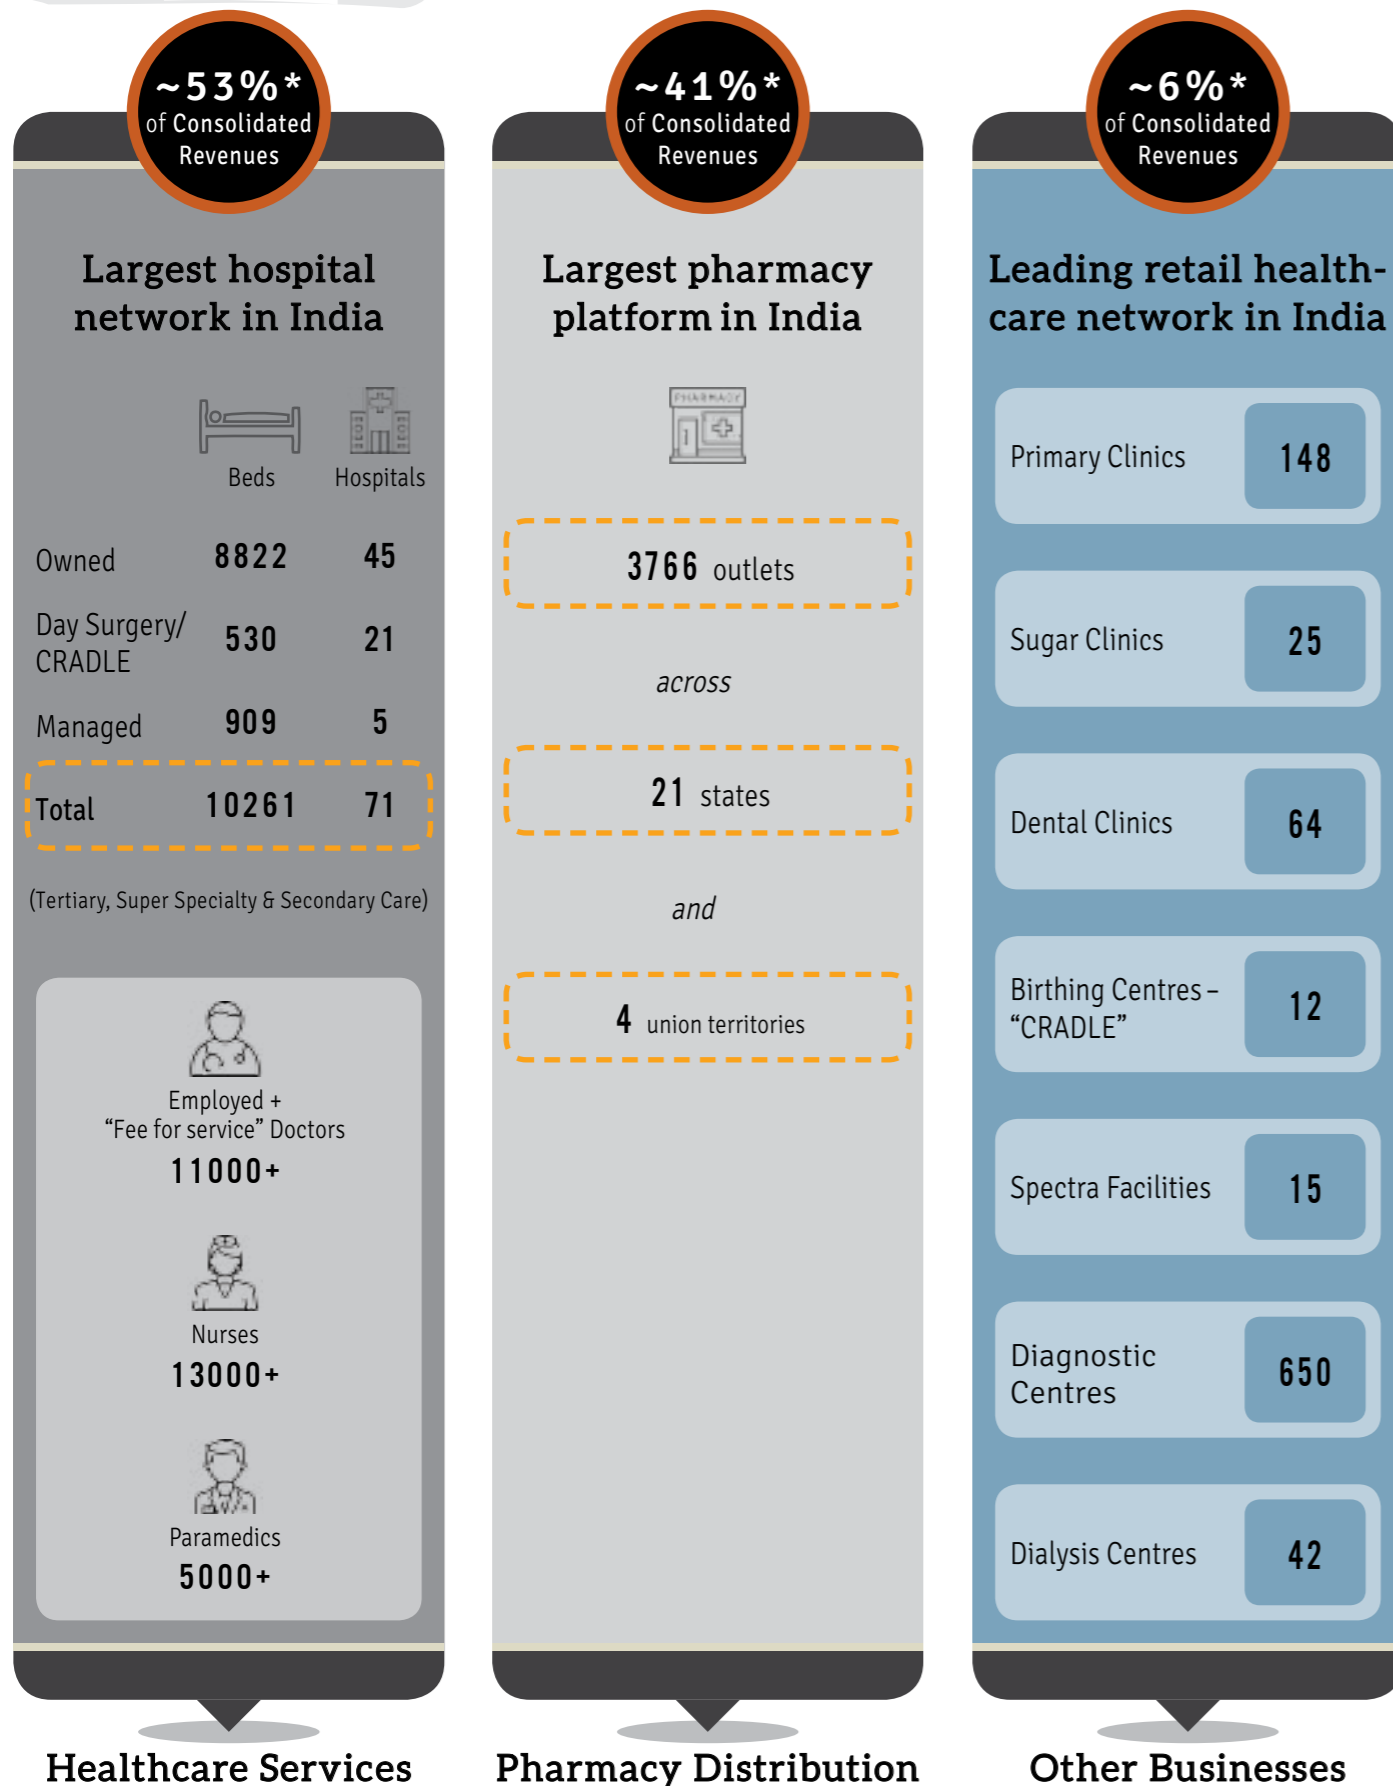 ~53%*
of Consolidated
Revenues
Largest hospital
network in India
Beds Hospitals
Owned 8822 45
Day Surgery/
CRADLE 530 21
Managed 909 5
Total 10261 71
(Tertiary, Super Specialty & Secondary Care)
Employed +
“Fee for service” Doctors
11000+
Nurses
13000+
Paramedics
5000+
Healthcare Services
~41%*
of Consolidated
Revenues
Largest pharmacy
platform in India
PHARMACY
3766 outlets
across
21 states
and
4 union territories
Pharmacy Distribution
~6%*
of Consolidated
Revenues
Leading retail health-
care network in India
Primary Clinics 148
Sugar Clinics 25
Dental Clinics 64
Birthing Centres –
“CRADLE” 12
Spectra Facilities 15
Diagnostic
Centres 650
Dialysis Centres 42
Other Businesses